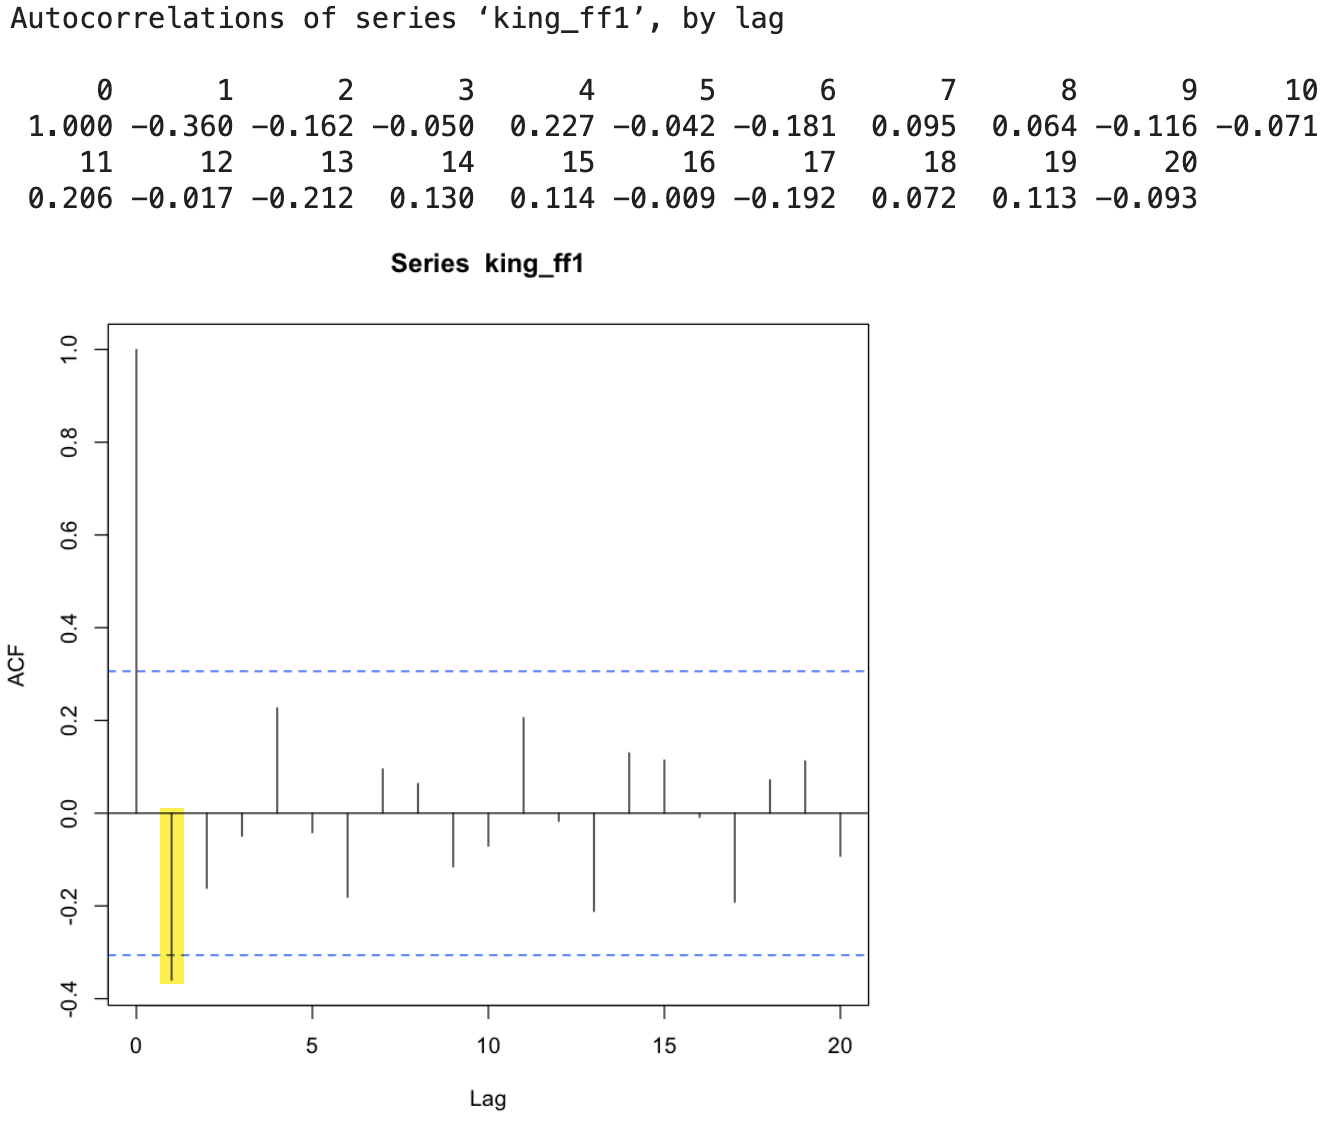 Autocorrelations of series ‘king_ff1’, by lag
0 1 2 3 4 5 6 7 8 9 10
1.000 -0.360 -0.162 -0.050 0.227 -0.042 -0.181 0.095 0.064 -0.116 -0.071
11 12 13 14 15 16 17 18 19 20
0.206 -0.017 -0.212 0.130 0.114 -0.009 -0.192 0.072 0.113 -0.093
Series king_ff1
1.0
0.8
0.6
0.4
0.2
0.0
-0.2
-0.4
ACF
0 5 10 15 20
Lag